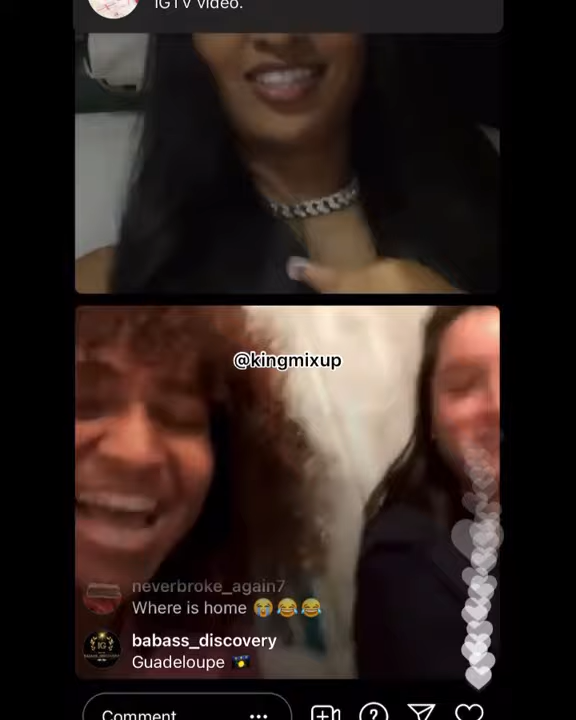 IGTV video.
@kingmixup
neverbroke_again7
Where is home 😭😂😂
babass_discovery
Guadeloupe
Comment